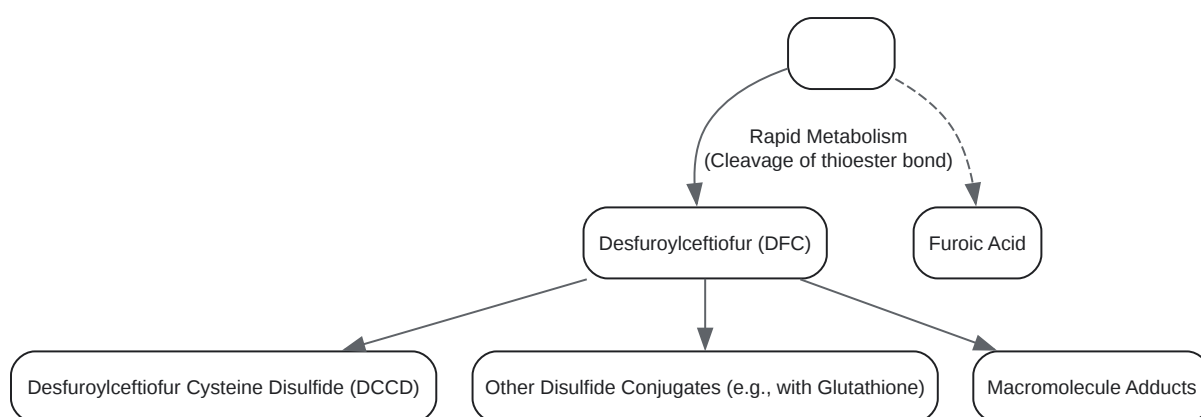 Rapid Metabolism
(Cleavage of thioester bond)
Desfuroylceftiofur (DFC)
Furoic Acid
Desfuroylceftiofur Cysteine Disulfide (DCCD)
Other Disulfide Conjugates (e.g., with Glutathione)
Macromolecule Adducts